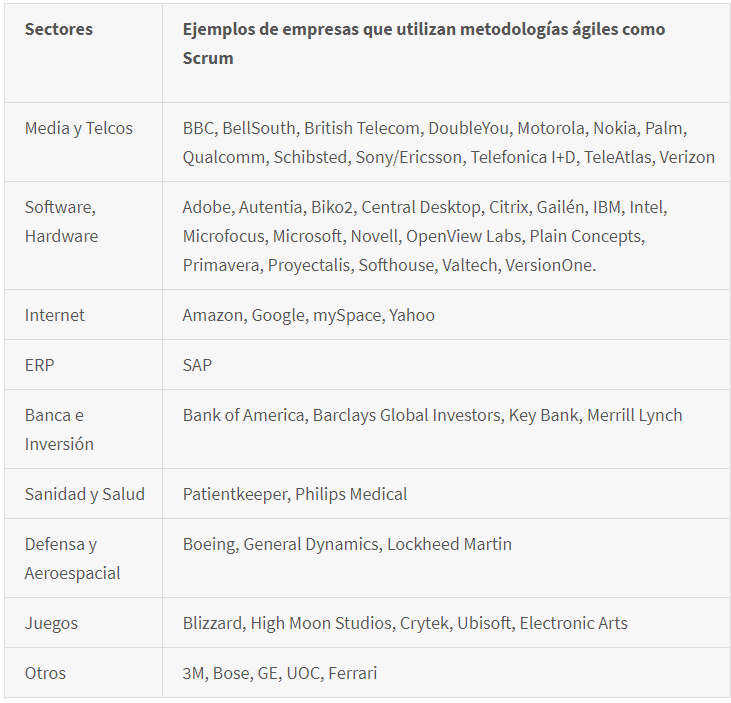 Sectores
Ejemplos de empresas que utilizan metodologías ágiles como
Scrum
Media y Telcos
BBC, BellSouth, British Telecom, DoubleYou, Motorola, Nokia, Palm,
Qualcomm, Schibsted, Sony/Ericsson, Telefonica I+D, TeleAtlas, Verizon
Software,
Hardware
Adobe, Autentia, Biko2, Central Desktop, Citrix, Gailén, IBM, Intel,
Microfocus, Microsoft, Novell, OpenView Labs, Plain Concepts,
Primavera, Proyectalis, Softhouse, Valtech, VersionOne.
Internet
Amazon, Google, mySpace, Yahoo
ERP
SAP
Banca e
Inversión
Bank of America, Barclays Global Investors, Key Bank, Merrill Lynch
Sanidad y Salud
Patientkeeper, Philips Medical
Defensa y
Aeroespacial
Boeing, General Dynamics, Lockheed Martin
Juegos
Blizzard, High Moon Studios, Crytek, Ubisoft, Electronic Arts
Otros
3M, Bose, GE, UOC, Ferrari